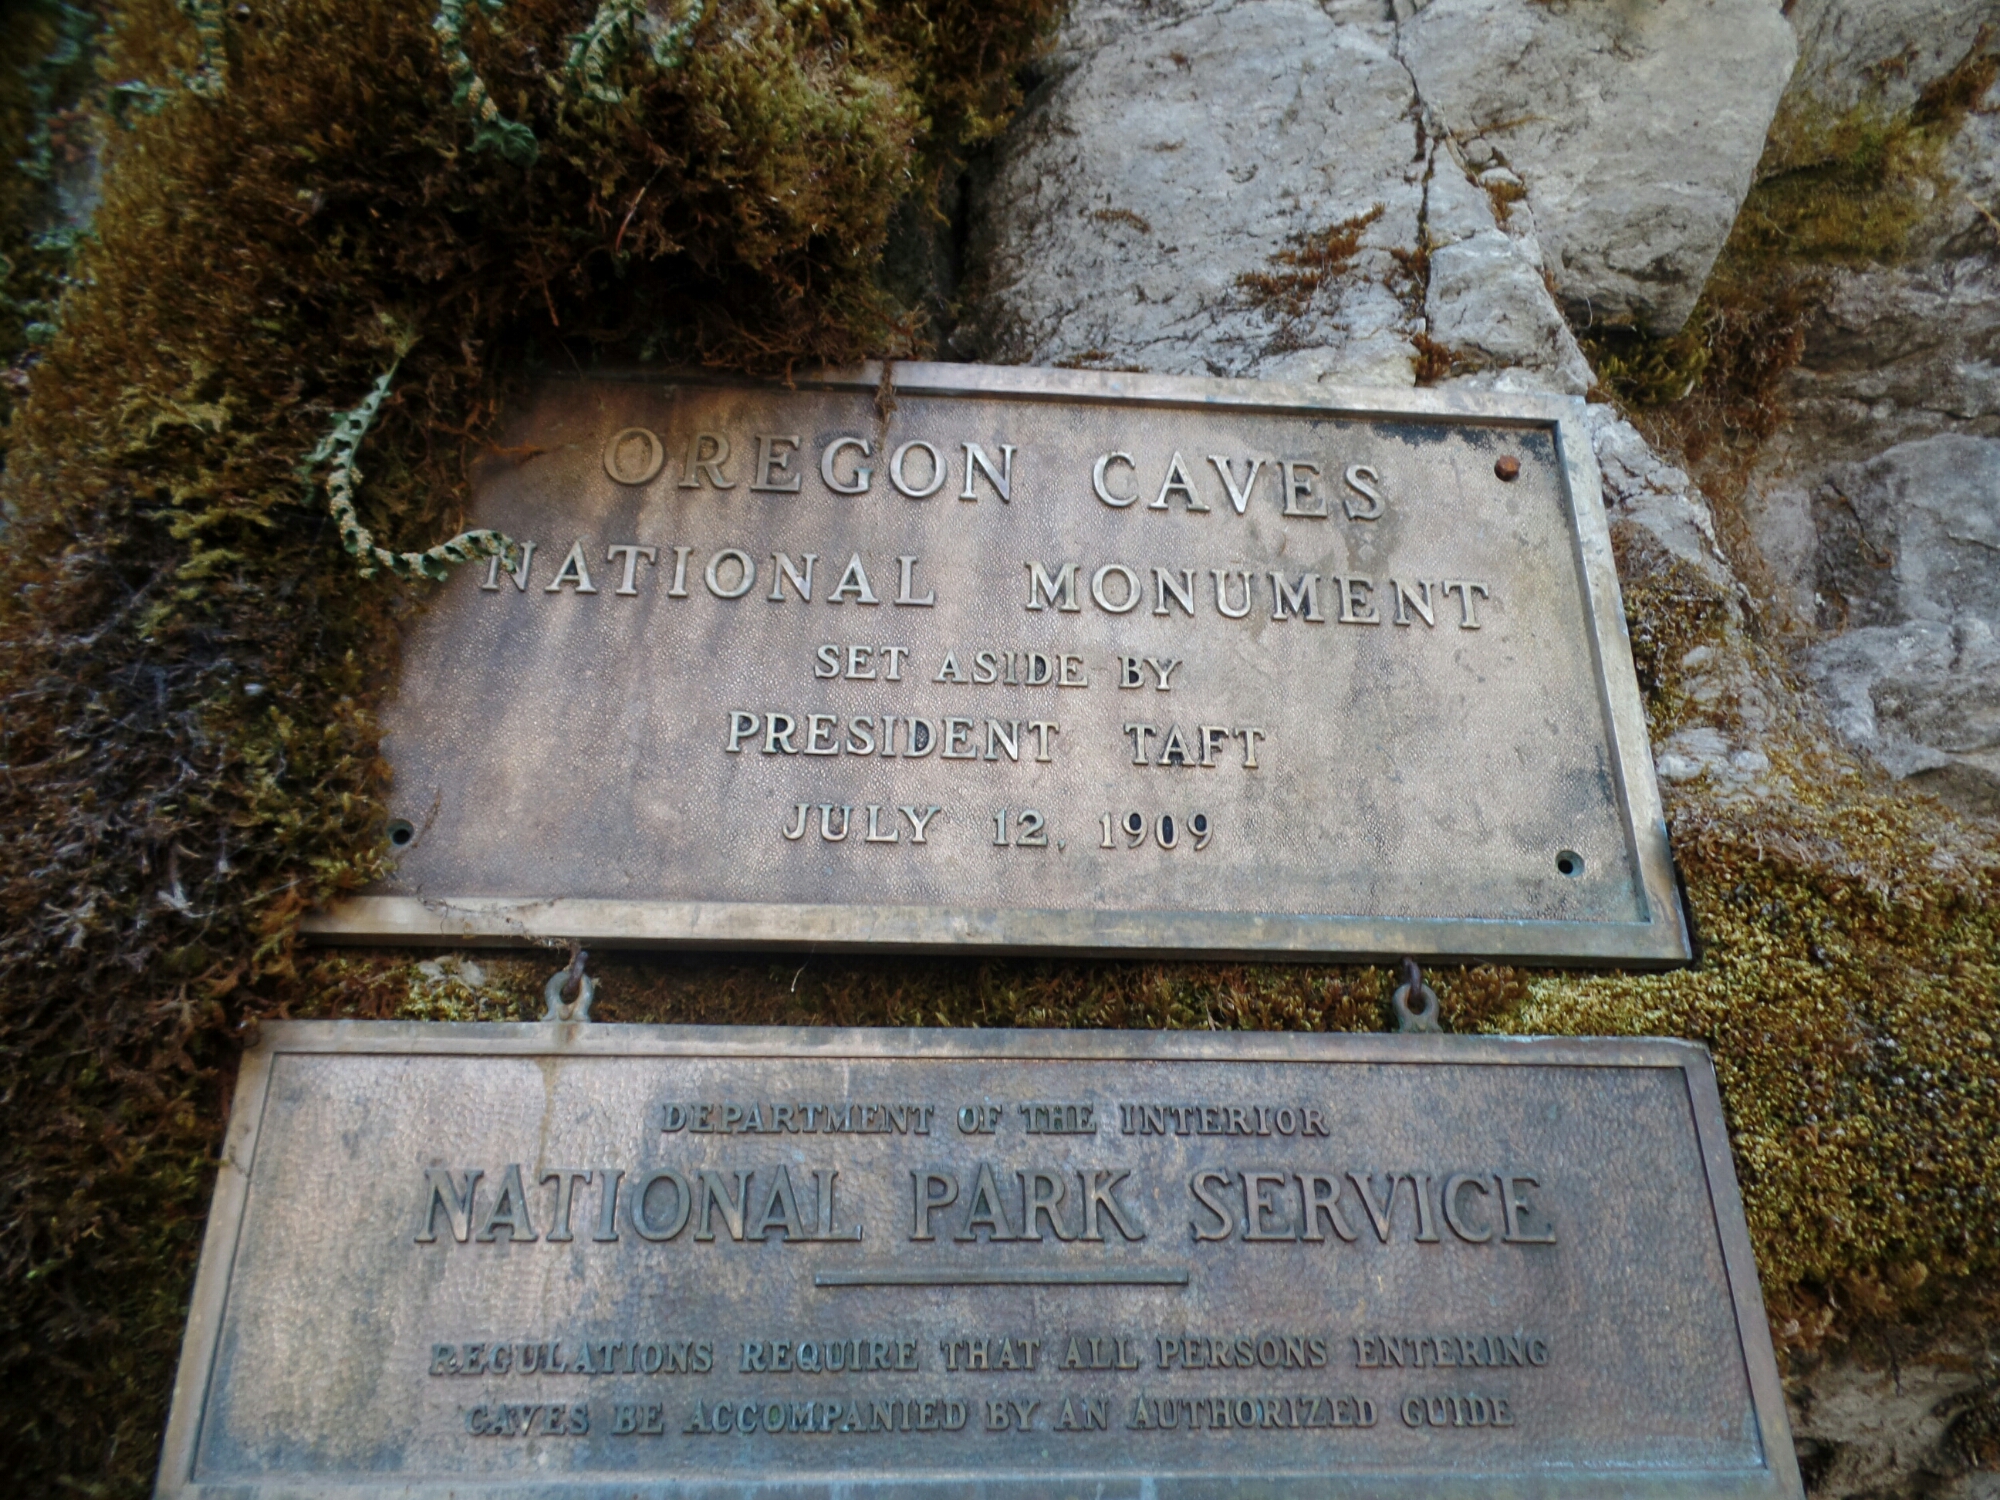 OREGON CAVES
NATIONAL MONUMENT
SET ASIDE BY
PRESIDENT TAFT
JULY 12, 1909
DEPARTMENT OF THE INTERIOR
NATIONAL PARK SERVICE
REGULATIONS REQUIRE THAT ALL PERSONS ENTERING
CAVES BE ACCOMPANIED BY AN AUTHORIZED GUIDE